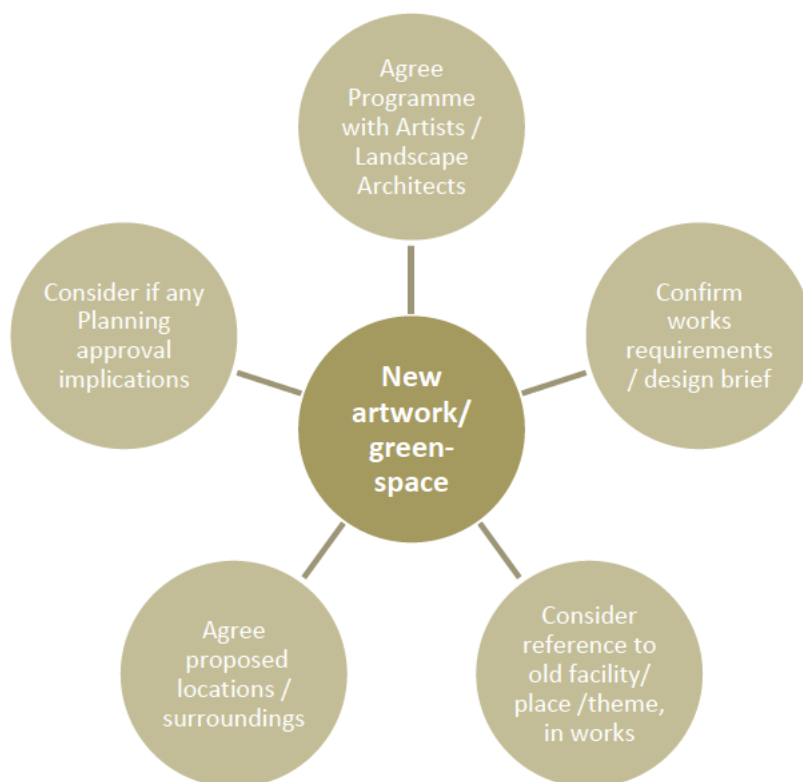 Agree
Programme
with Artists /
Landscape
Architects
Consider if any
Planning
approval
implications
Confirm
works
requirements
/ design brief
New
artwork/
green-
space
Agree
proposed
locations /
surroundings
Consider
reference to
old facility/
place /theme,
in works